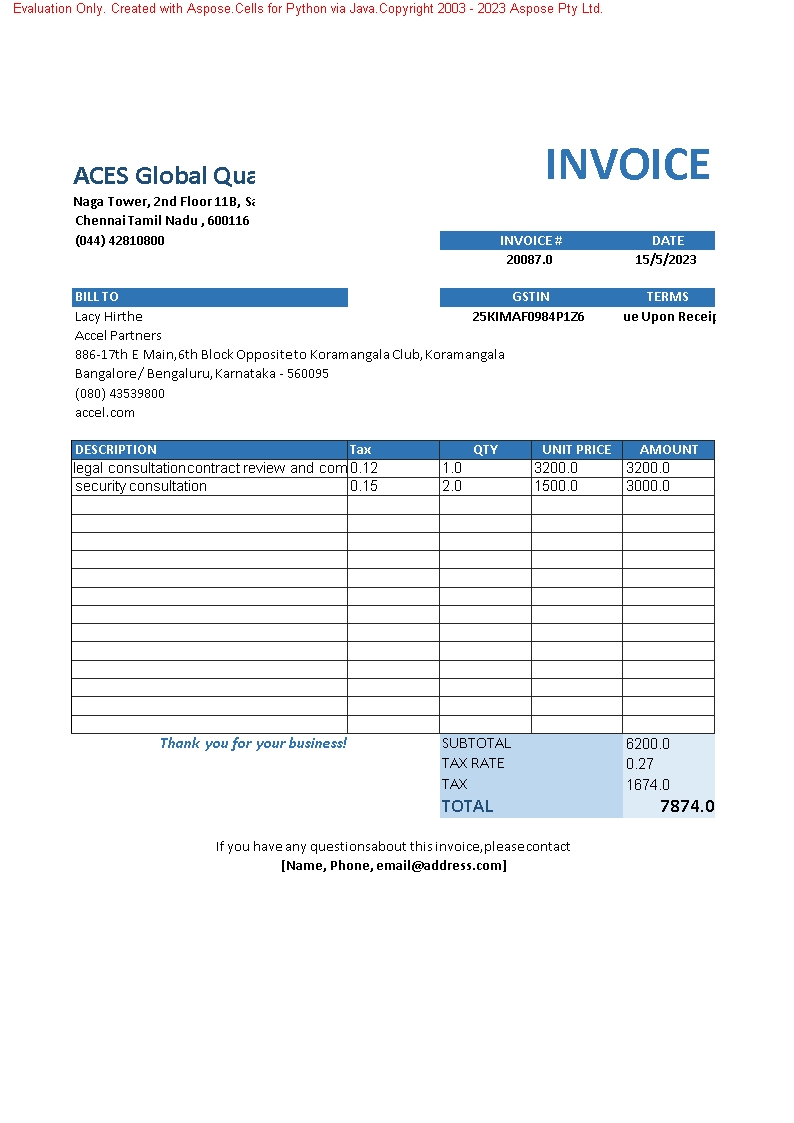 Evaluation Only. Created with Aspose.Cells for Python via Java.Copyright 2003 - 2023 Aspose Pty Ltd.
INVOICE
ACES Global Qua
Naga Tower, 2nd Floor 11B, Sa
Chennai Tamil Nadu , 600116
(044) 42810800
INVOICE # DATE
20087.0 15/5/2023
BILL TO GSTIN TERMS
Lacy Hirthe 25KIMAF0984P1Z6 ue Upon Receip
Accel Partners
886-17th E Main,6th Block Opposite to Koramangala Club, Koramangala
Bangalore / Bengaluru, Karnataka - 560095
(080) 43539800
accel.com
DESCRIPTION Tax QTY UNIT PRICE AMOUNT
legal consultationcontract review and com 0.12 1.0 3200.0 3200.0
security consultation 0.15 2.0 1500.0 3000.0
Thank you for your business! SUBTOTAL 6200.0
TAX RATE 0.27
TAX 1674.0
TOTAL 7874.0
If you have any questions about this invoice, please contact
[Name, Phone, email@address.com]